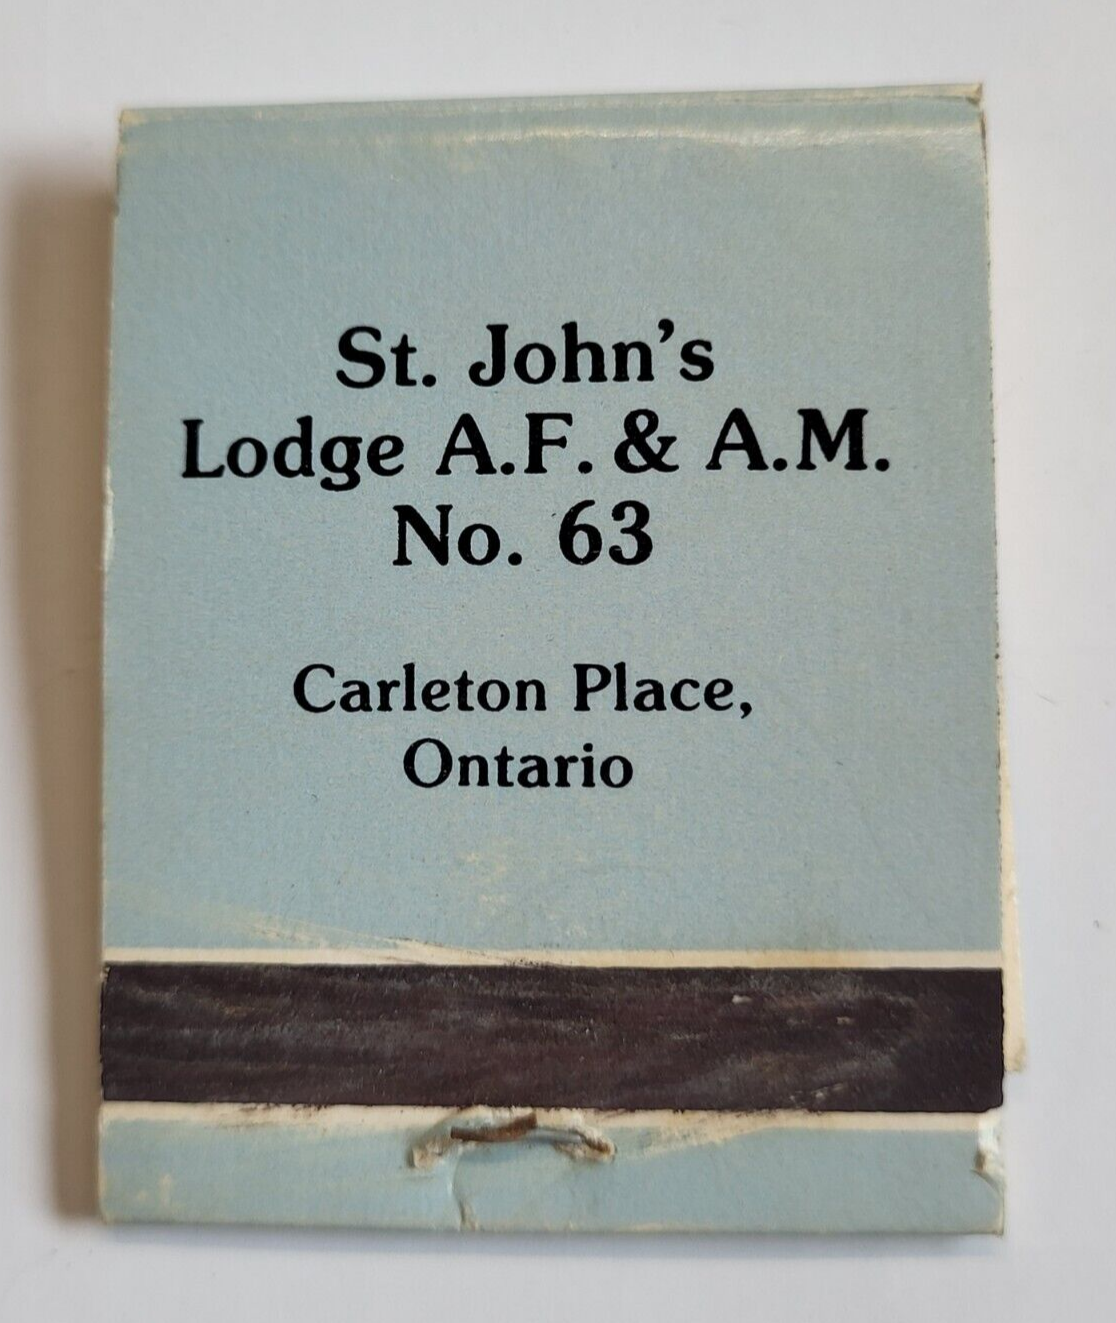 St. John's
Lodge A.F. & A.M.
No. 63
Carleton Place,
Ontario